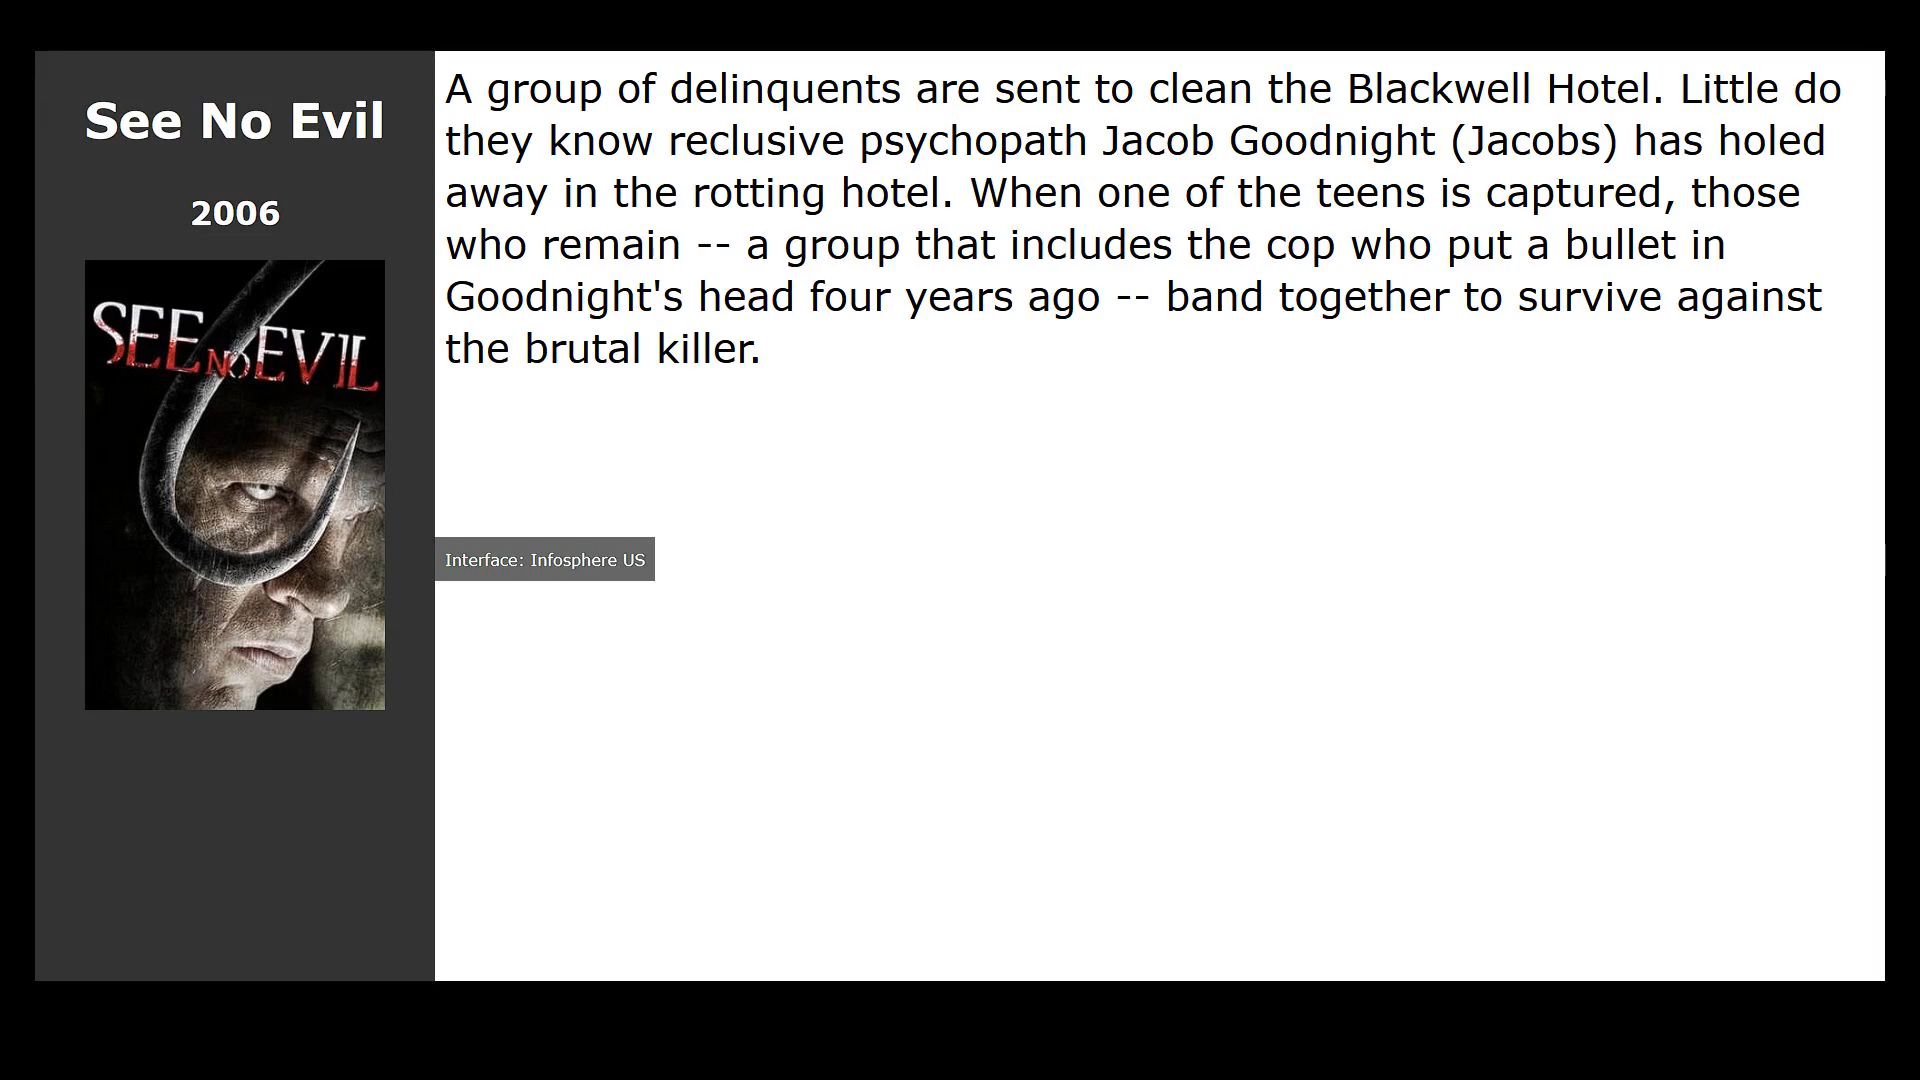 See No Evil
2006
SEE NO EVIL
A group of delinquents are sent to clean the Blackwell Hotel. Little do
they know reclusive psychopath Jacob Goodnight (Jacobs) has holed
away in the rotting hotel. When one of the teens is captured, those
who remain -- a group that includes the cop who put a bullet in
Goodnight's head four years ago -- band together to survive against
the brutal killer.
Interface: Infosphere US